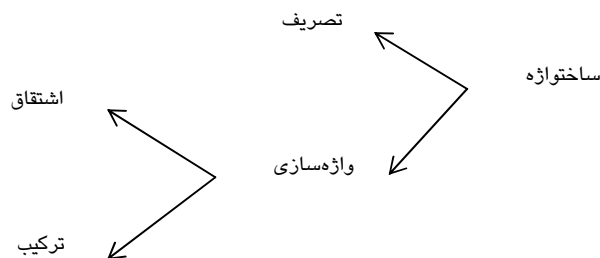 ساختواژه
تصریف
واژه‌سازی
اشتقاق
ترکیب